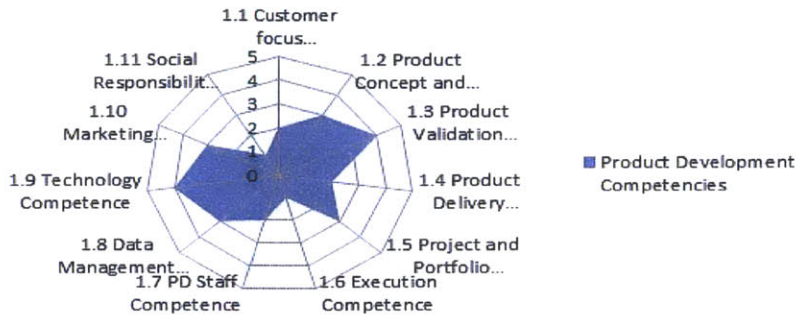 1.1 Customer
focus...
1.2 Product
Concept and...
1.3 Product
Validation...
1.4 Product
Delivery...
1.5 Project and
Portfolio...
1.6 Execution
Competence
1.7 PD Staff
Competence
1.8 Data
Management...
1.9 Technology
Competence
1.10
Marketing...
1.11 Social
Responsibilit...
5
4
3
2
1
0
Product Development
Competencies